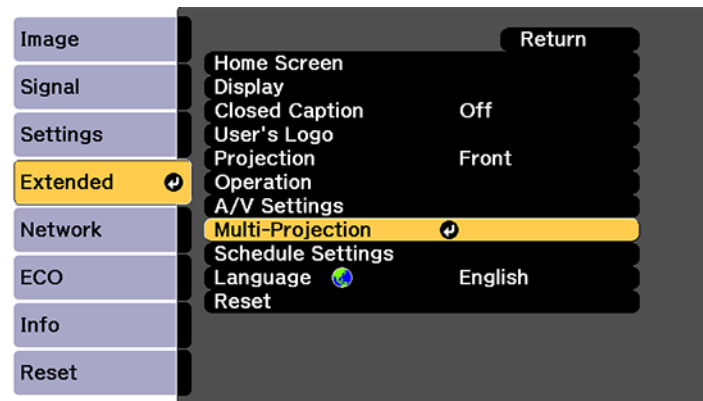 Image
Signal
Settings
Extended
Network
ECO
Info
Reset
Return
Home Screen
Display
Closed Caption Off
User's Logo
Projection Front
Operation
A/V Settings
Multi-Projection
Schedule Settings
Language English
Reset